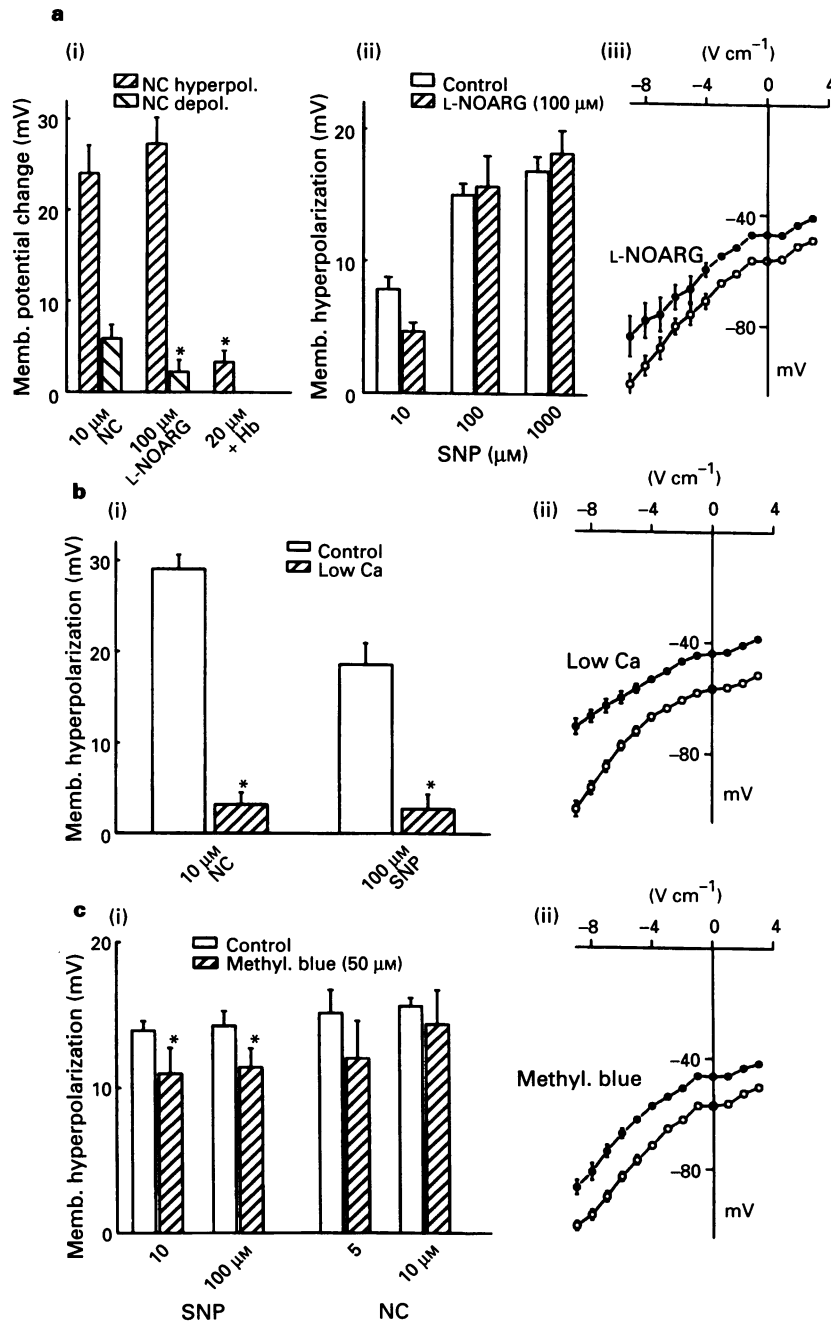 a
(i)
NC hyperpol.
NC depol.
Memb. potential change (mV)
30
20
10
0
10 μM NC
100 μM L-NOARG
20 μM + Hb
*
*
(ii)
Control
L-NOARG (100 μM)
Memb. hyperpolarization (mV)
20
10
0
10
100
1000
SNP (μM)
(iii)
(V cm⁻¹)
−8
−4
0
4
−40
L-NOARG
−80
mV
b
(i)
Control
Low Ca
Memb. hyperpolarization (mV)
30
20
10
0
*
*
10 μM NC
100 μM SNP
(ii)
(V cm⁻¹)
−8
−4
0
4
−40
Low Ca
−80
mV
c
(i)
Control
Methyl. blue (50 μM)
Memb. hyperpolarization (mV)
20
10
0
*
*
10
100 μM
5
10 μM
SNP
NC
(ii)
(V cm⁻¹)
−8
−4
0
4
−40
Methyl. blue
−80
mV